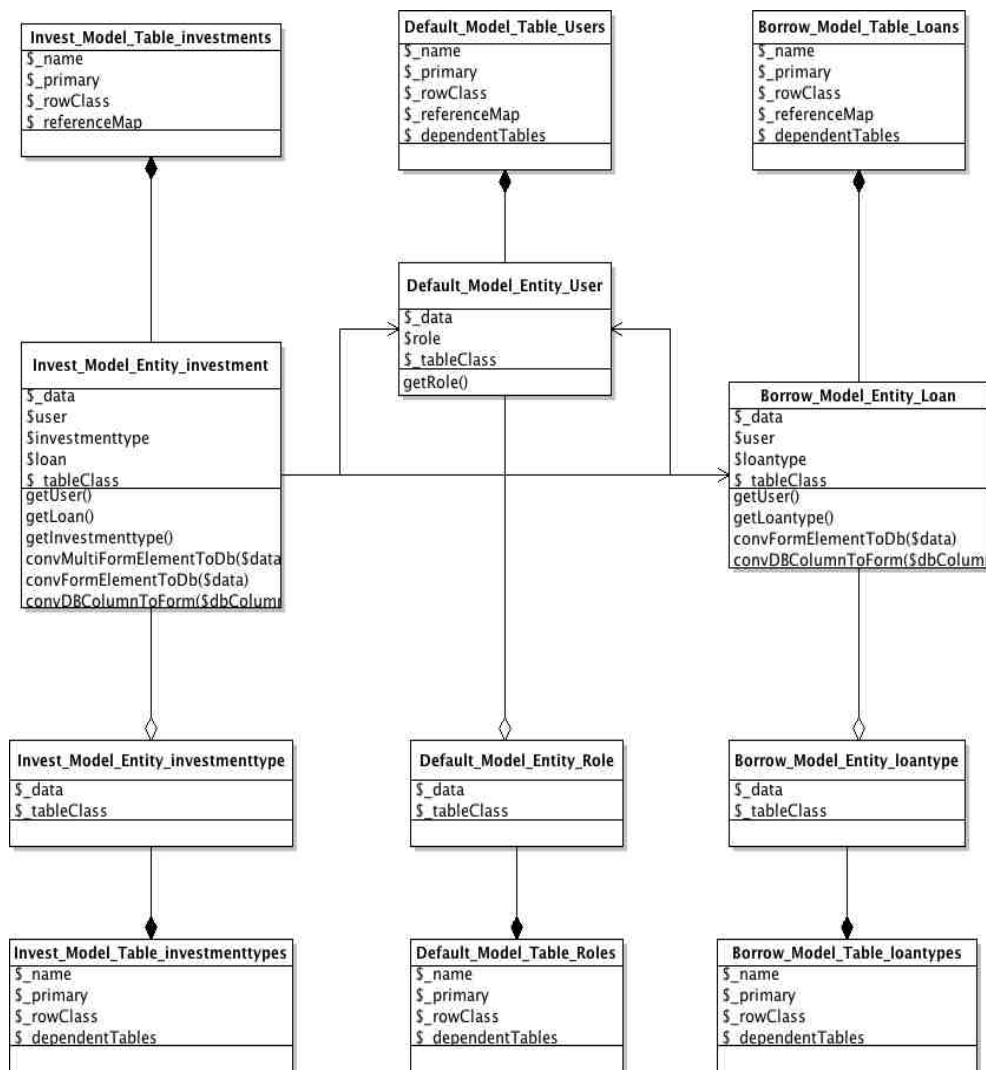 Invest_Model_Table_investments
$_name
$_primary
$_rowClass
$_referenceMap
Default_Model_Table_Users
$_name
$_primary
$_rowClass
$_referenceMap
$_dependentTables
Borrow_Model_Table_Loans
$_name
$_primary
$_rowClass
$_referenceMap
$_dependentTables
Default_Model_Entity_User
$_data
$role
$_tableClass
getRole()
Invest_Model_Entity_investment
$_data
$user
$investmenttype
$loan
$_tableClass
getUser()
getLoan()
getInvestmenttype()
convMultiFormElementToDb($data
convFormElementToDb($data)
convDBColumnToForm($dbColumn
Borrow_Model_Entity_Loan
$_data
$user
$loantype
$_tableClass
getUser()
getLoantype()
convFormElementToDb($data)
convDBColumnToForm($dbColumn
Invest_Model_Entity_investmenttype
$_data
$_tableClass
Default_Model_Entity_Role
$_data
$_tableClass
Borrow_Model_Entity_loantype
$_data
$_tableClass
Invest_Model_Table_investmenttypes
$_name
$_primary
$_rowClass
$_dependentTables
Default_Model_Table_Roles
$_name
$_primary
$_rowClass
$_dependentTables
Borrow_Model_Table_loantypes
$_name
$_primary
$_rowClass
$_dependentTables